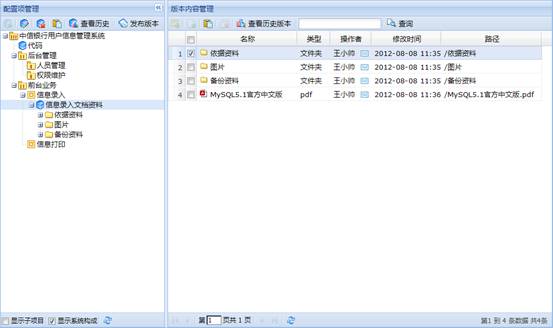 配置项管理
查看历史 发布版本
中信银行用户信息管理系统
代码
后台管理
人员管理
权限维护
前台业务
信息录入
信息录入文档资料
依据资料
图片
备份资料
信息打印
显示子项目 显示系统构成
版本内容管理
查看历史版本 查询
名称 类型 操作者 修改时间 路径
1 依据资料 文件夹 王小帅 2012-08-08 11:35 /依据资料
2 图片 文件夹 王小帅 2012-08-08 11:35 /图片
3 备份资料 文件夹 王小帅 2012-08-08 11:35 /备份资料
4 MySQL5.1官方中文版 pdf 王小帅 2012-08-08 11:36 /MySQL5.1官方中文版.pdf
第 1 页共 1 页
第1 到 4 条数据 共4条